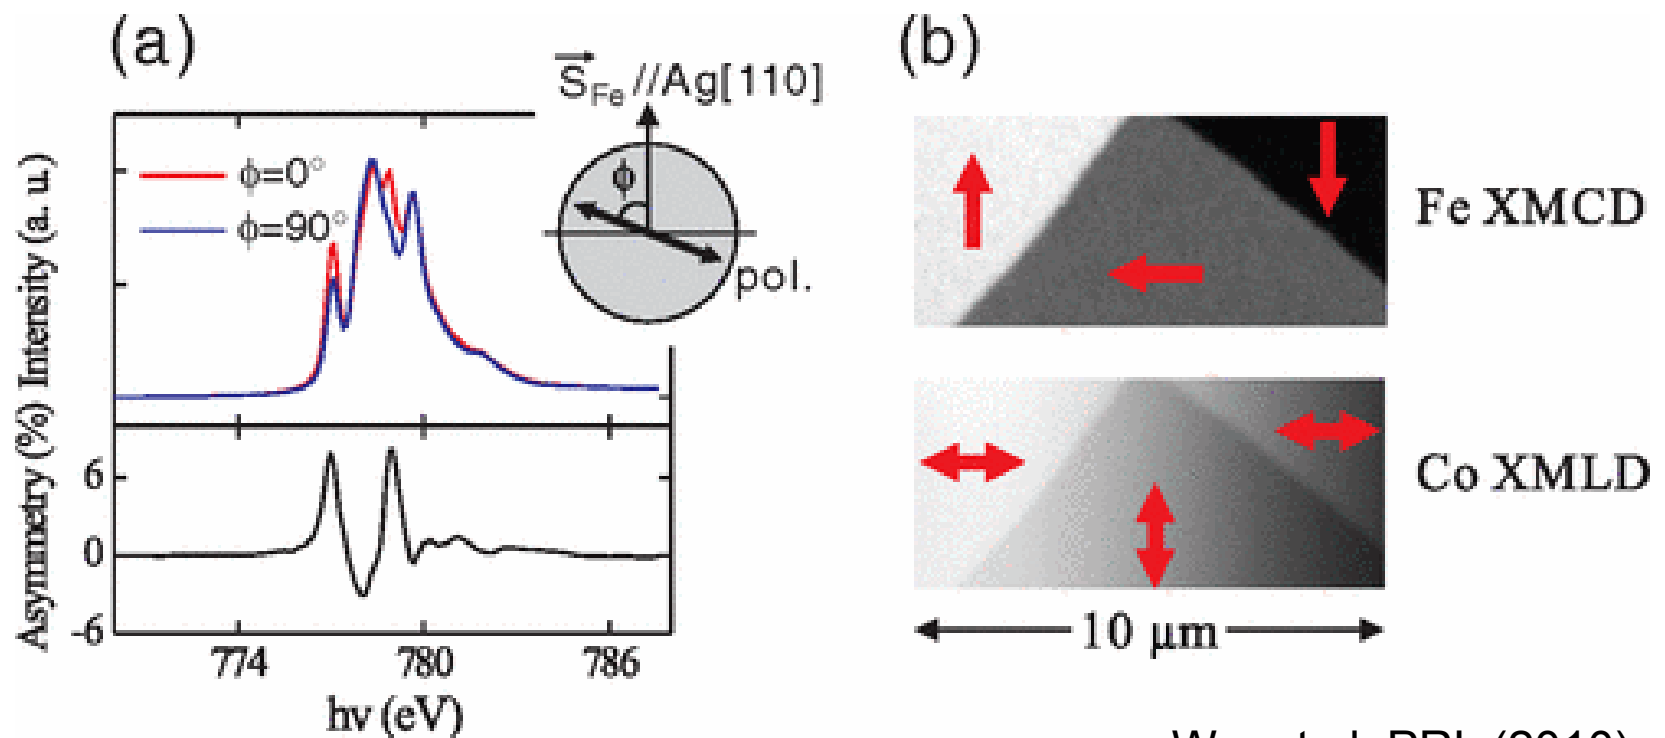 (a)
S⃗Fe//Ag[110]
ϕ=0°
ϕ=90°
ϕ
pol.
Intensity (a. u.)
Asymmetry (%)
6
0
-6
774 780 786
hν (eV)
(b)
Fe XMCD
Co XMLD
10 μm